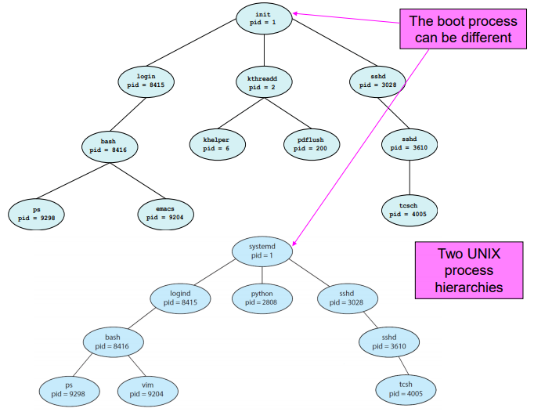 init
pid = 1
The boot process
can be different
login
pid = 8415
kthreadd
pid = 2
sshd
pid = 3028
bash
pid = 8416
khelper
pid = 6
pdflush
pid = 200
sshd
pid = 3610
ps
pid = 9298
emacs
pid = 9204
tcsch
pid = 4005
systemd
pid = 1
Two UNIX
process
hierarchies
logind
pid = 8415
python
pid = 2808
sshd
pid = 3028
bash
pid = 8416
sshd
pid = 3610
ps
pid = 9298
vim
pid = 9204
tcsh
pid = 4005